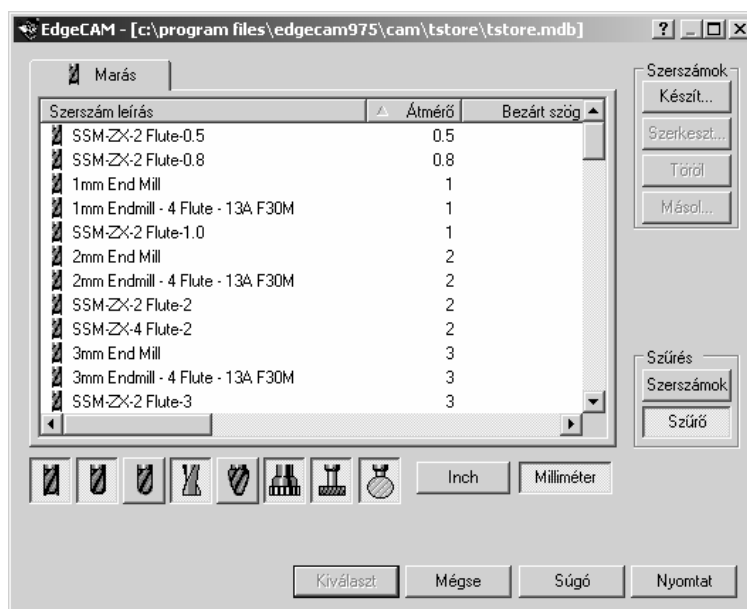 EdgeCAM - [c:\program files\edgecam975\cam\tstore\tstore.mdb]
Marás
Szerszám leírás Átmérő Bezárt szög
SSM-ZX-2 Flute-0.5 0.5
SSM-ZX-2 Flute-0.8 0.8
1mm End Mill 1
1mm Endmill - 4 Flute - 13A F30M 1
SSM-ZX-2 Flute-1.0 1
2mm End Mill 2
2mm Endmill - 4 Flute - 13A F30M 2
SSM-ZX-2 Flute-2 2
SSM-ZX-4 Flute-2 2
3mm End Mill 3
3mm Endmill - 4 Flute - 13A F30M 3
SSM-ZX-2 Flute-3 3
Szerszámok
Készít...
Szerkeszt...
Töröl
Másol...
Szűrés
Szerszámok
Szűrő
Inch Milliméter
Kiválaszt Mégse Súgó Nyomtat